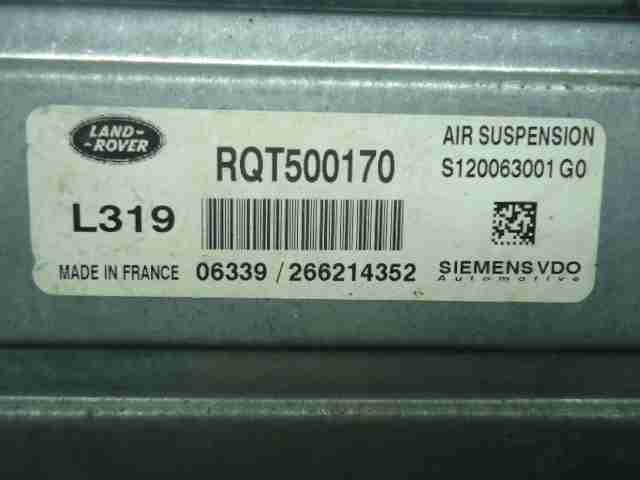 LAND-
-ROVER
RQT500170
AIR SUSPENSION
S120063001 G0
L319
MADE IN FRANCE
06339 / 266214352
SIEMENS VDO
Automotive